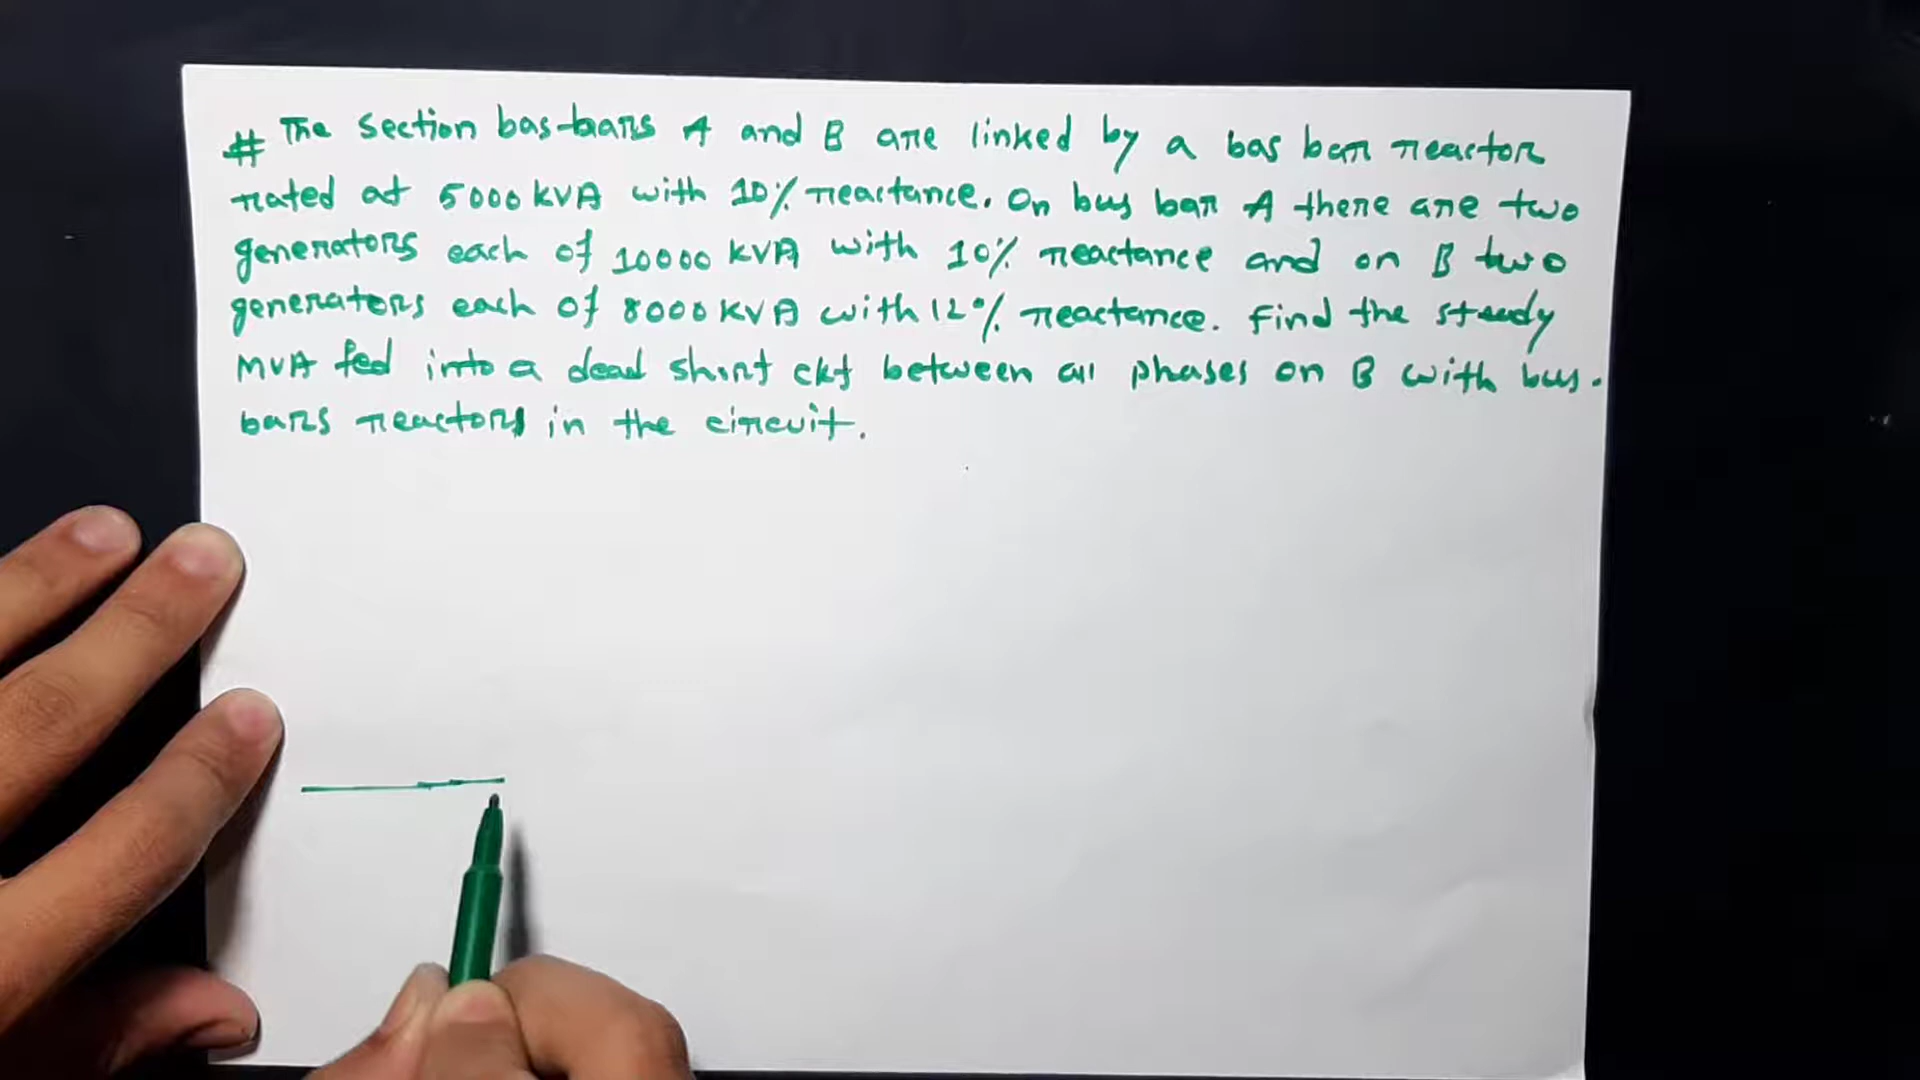 # The section bas-bars A and B are linked by a bas bar reactor
rated at 5000 KVA with 10% reactance. On bus bar A there are two
generators each of 10000 KVA with 10% reactance and on B two
generators each of 8000 KVA with 12% reactance. Find the steady
MVA fed into a dead short ckt between all phases on B with bus-
bars reactors in the circuit.